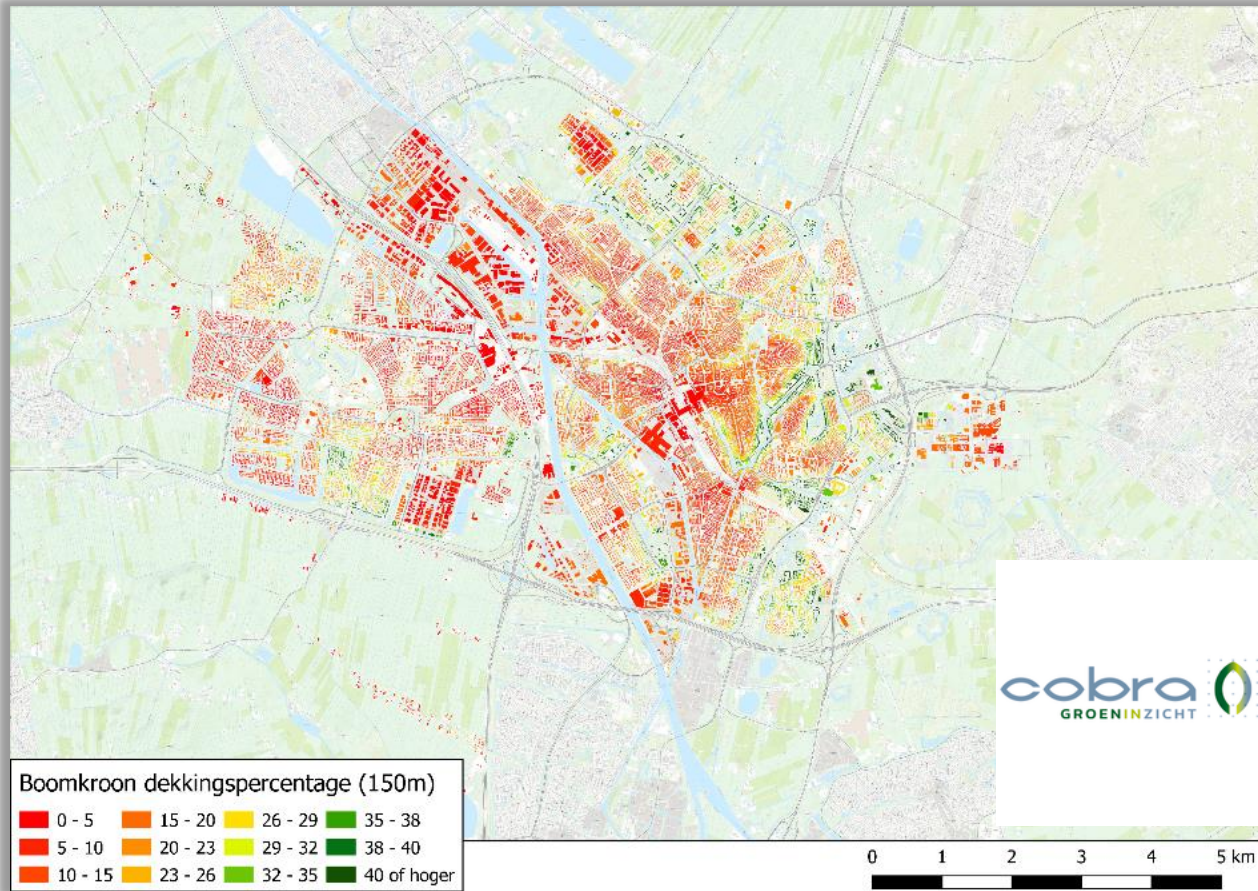 cobra
GROENINZICHT
Boomkroon dekkingspercentage (150m)
0 - 5 15 - 20 26 - 29 35 - 38
5 - 10 20 - 23 29 - 32 38 - 40
10 - 15 23 - 26 32 - 35 40 of hoger
0 1 2 3 4 5 km